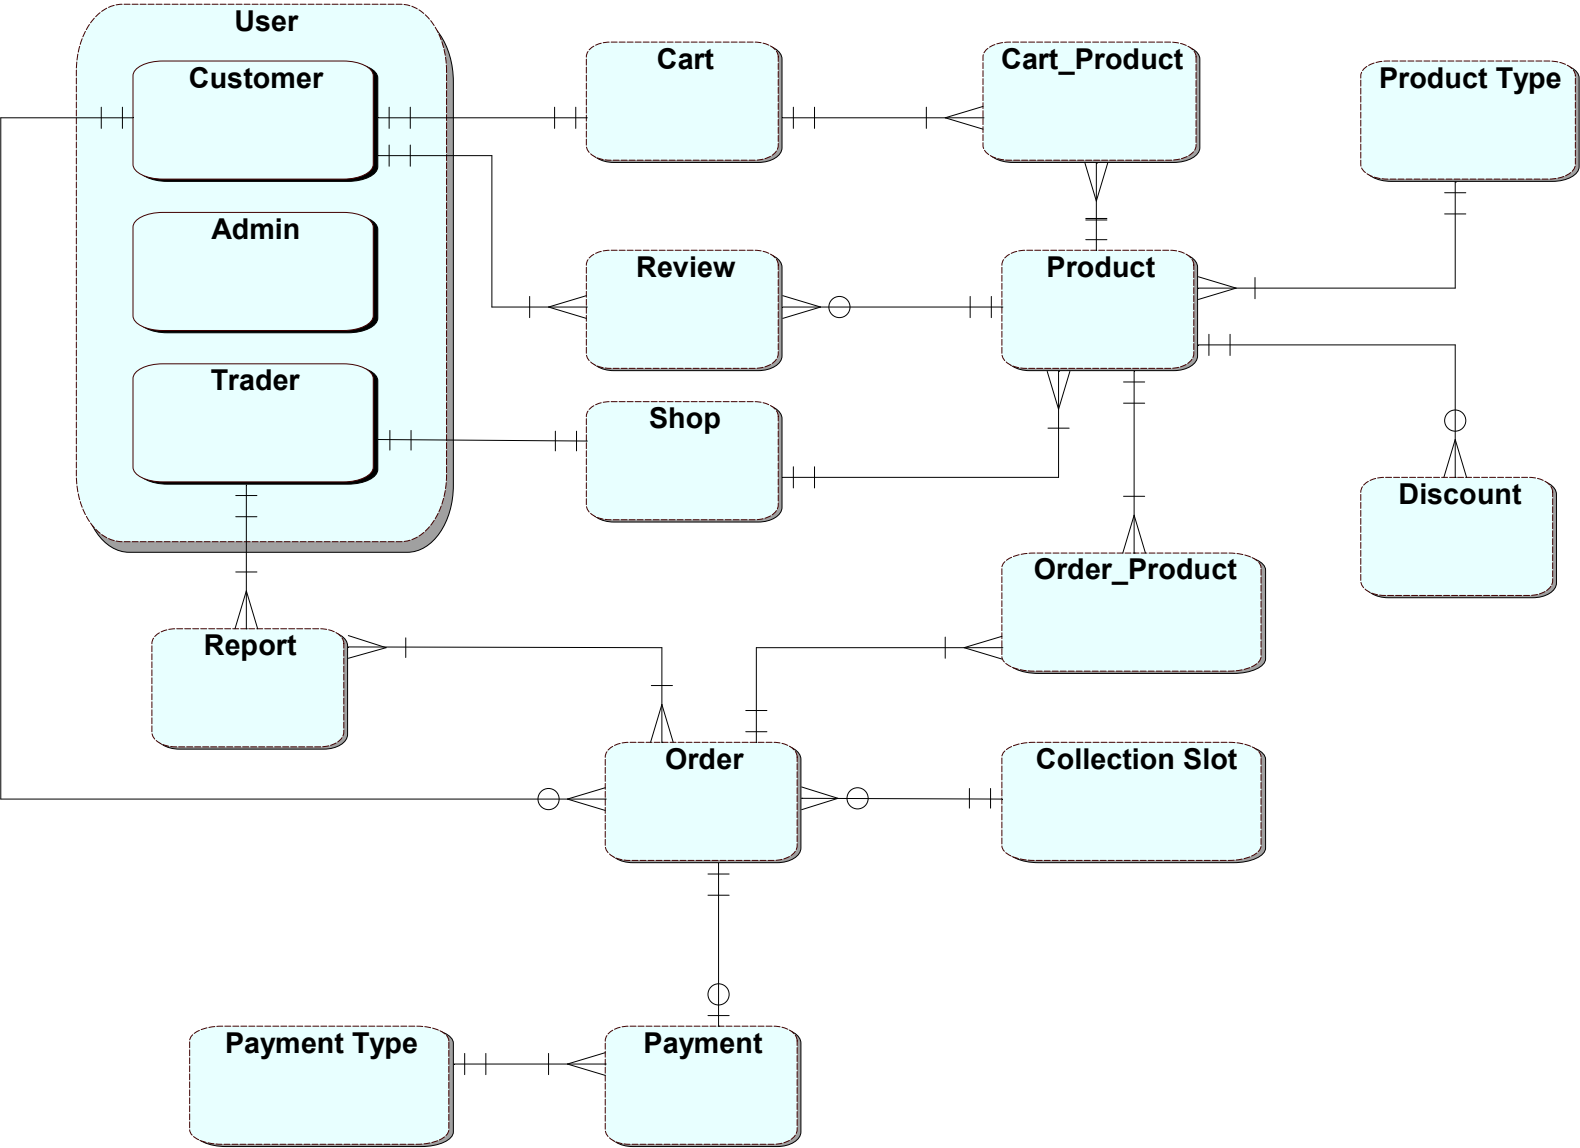 User
Customer
Cart
Cart_Product
Product Type
Admin
Review
Product
Trader
Shop
Discount
Order_Product
Report
Order
Collection Slot
Payment Type
Payment